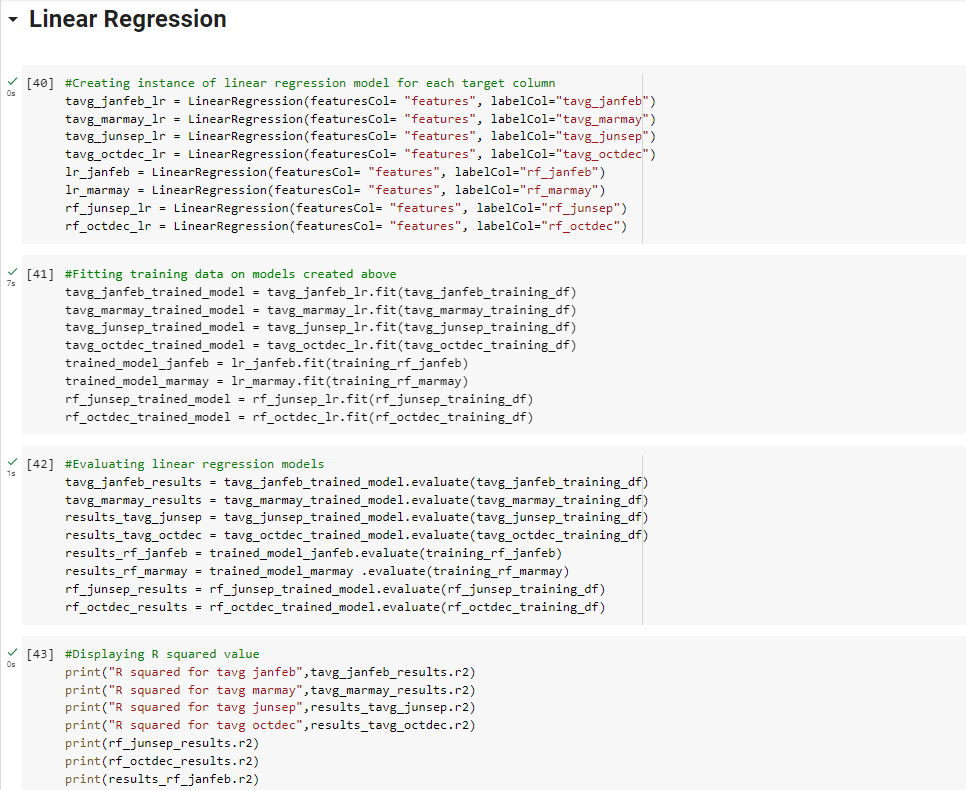 Linear Regression
[40] #Creating instance of linear regression model for each target column
0s
tavg_janfeb_lr = LinearRegression(featuresCol= "features", labelCol="tavg_janfeb")
tavg_marmay_lr = LinearRegression(featuresCol= "features", labelCol="tavg_marmay")
tavg_junsep_lr = LinearRegression(featuresCol= "features", labelCol="tavg_junsep")
tavg_octdec_lr = LinearRegression(featuresCol= "features", labelCol="tavg_octdec")
lr_janfeb = LinearRegression(featuresCol= "features", labelCol="rf_janfeb")
lr_marmay = LinearRegression(featuresCol= "features", labelCol="rf_marmay")
rf_junsep_lr = LinearRegression(featuresCol= "features", labelCol="rf_junsep")
rf_octdec_lr = LinearRegression(featuresCol= "features", labelCol="rf_octdec")
[41] #Fitting training data on models created above
7s
tavg_janfeb_trained_model = tavg_janfeb_lr.fit(tavg_janfeb_training_df)
tavg_marmay_trained_model = tavg_marmay_lr.fit(tavg_marmay_training_df)
tavg_junsep_trained_model = tavg_junsep_lr.fit(tavg_junsep_training_df)
tavg_octdec_trained_model = tavg_octdec_lr.fit(tavg_octdec_training_df)
trained_model_janfeb = lr_janfeb.fit(training_rf_janfeb)
trained_model_marmay = lr_marmay.fit(training_rf_marmay)
rf_junsep_trained_model = rf_junsep_lr.fit(rf_junsep_training_df)
rf_octdec_trained_model = rf_octdec_lr.fit(rf_octdec_training_df)
[42] #Evaluating linear regression models
1s
tavg_janfeb_results = tavg_janfeb_trained_model.evaluate(tavg_janfeb_training_df)
tavg_marmay_results = tavg_marmay_trained_model.evaluate(tavg_marmay_training_df)
results_tavg_junsep = tavg_junsep_trained_model.evaluate(tavg_junsep_training_df)
results_tavg_octdec = tavg_octdec_trained_model.evaluate(tavg_octdec_training_df)
results_rf_janfeb = trained_model_janfeb.evaluate(training_rf_janfeb)
results_rf_marmay = trained_model_marmay .evaluate(training_rf_marmay)
rf_junsep_results = rf_junsep_trained_model.evaluate(rf_junsep_training_df)
rf_octdec_results = rf_octdec_trained_model.evaluate(rf_octdec_training_df)
[43] #Displaying R squared value
0s
print("R squared for tavg janfeb",tavg_janfeb_results.r2)
print("R squared for tavg marmay",tavg_marmay_results.r2)
print("R squared for tavg junsep",results_tavg_junsep.r2)
print("R squared for tavg octdec",results_tavg_octdec.r2)
print(rf_junsep_results.r2)
print(rf_octdec_results.r2)
print(results_rf_janfeb.r2)